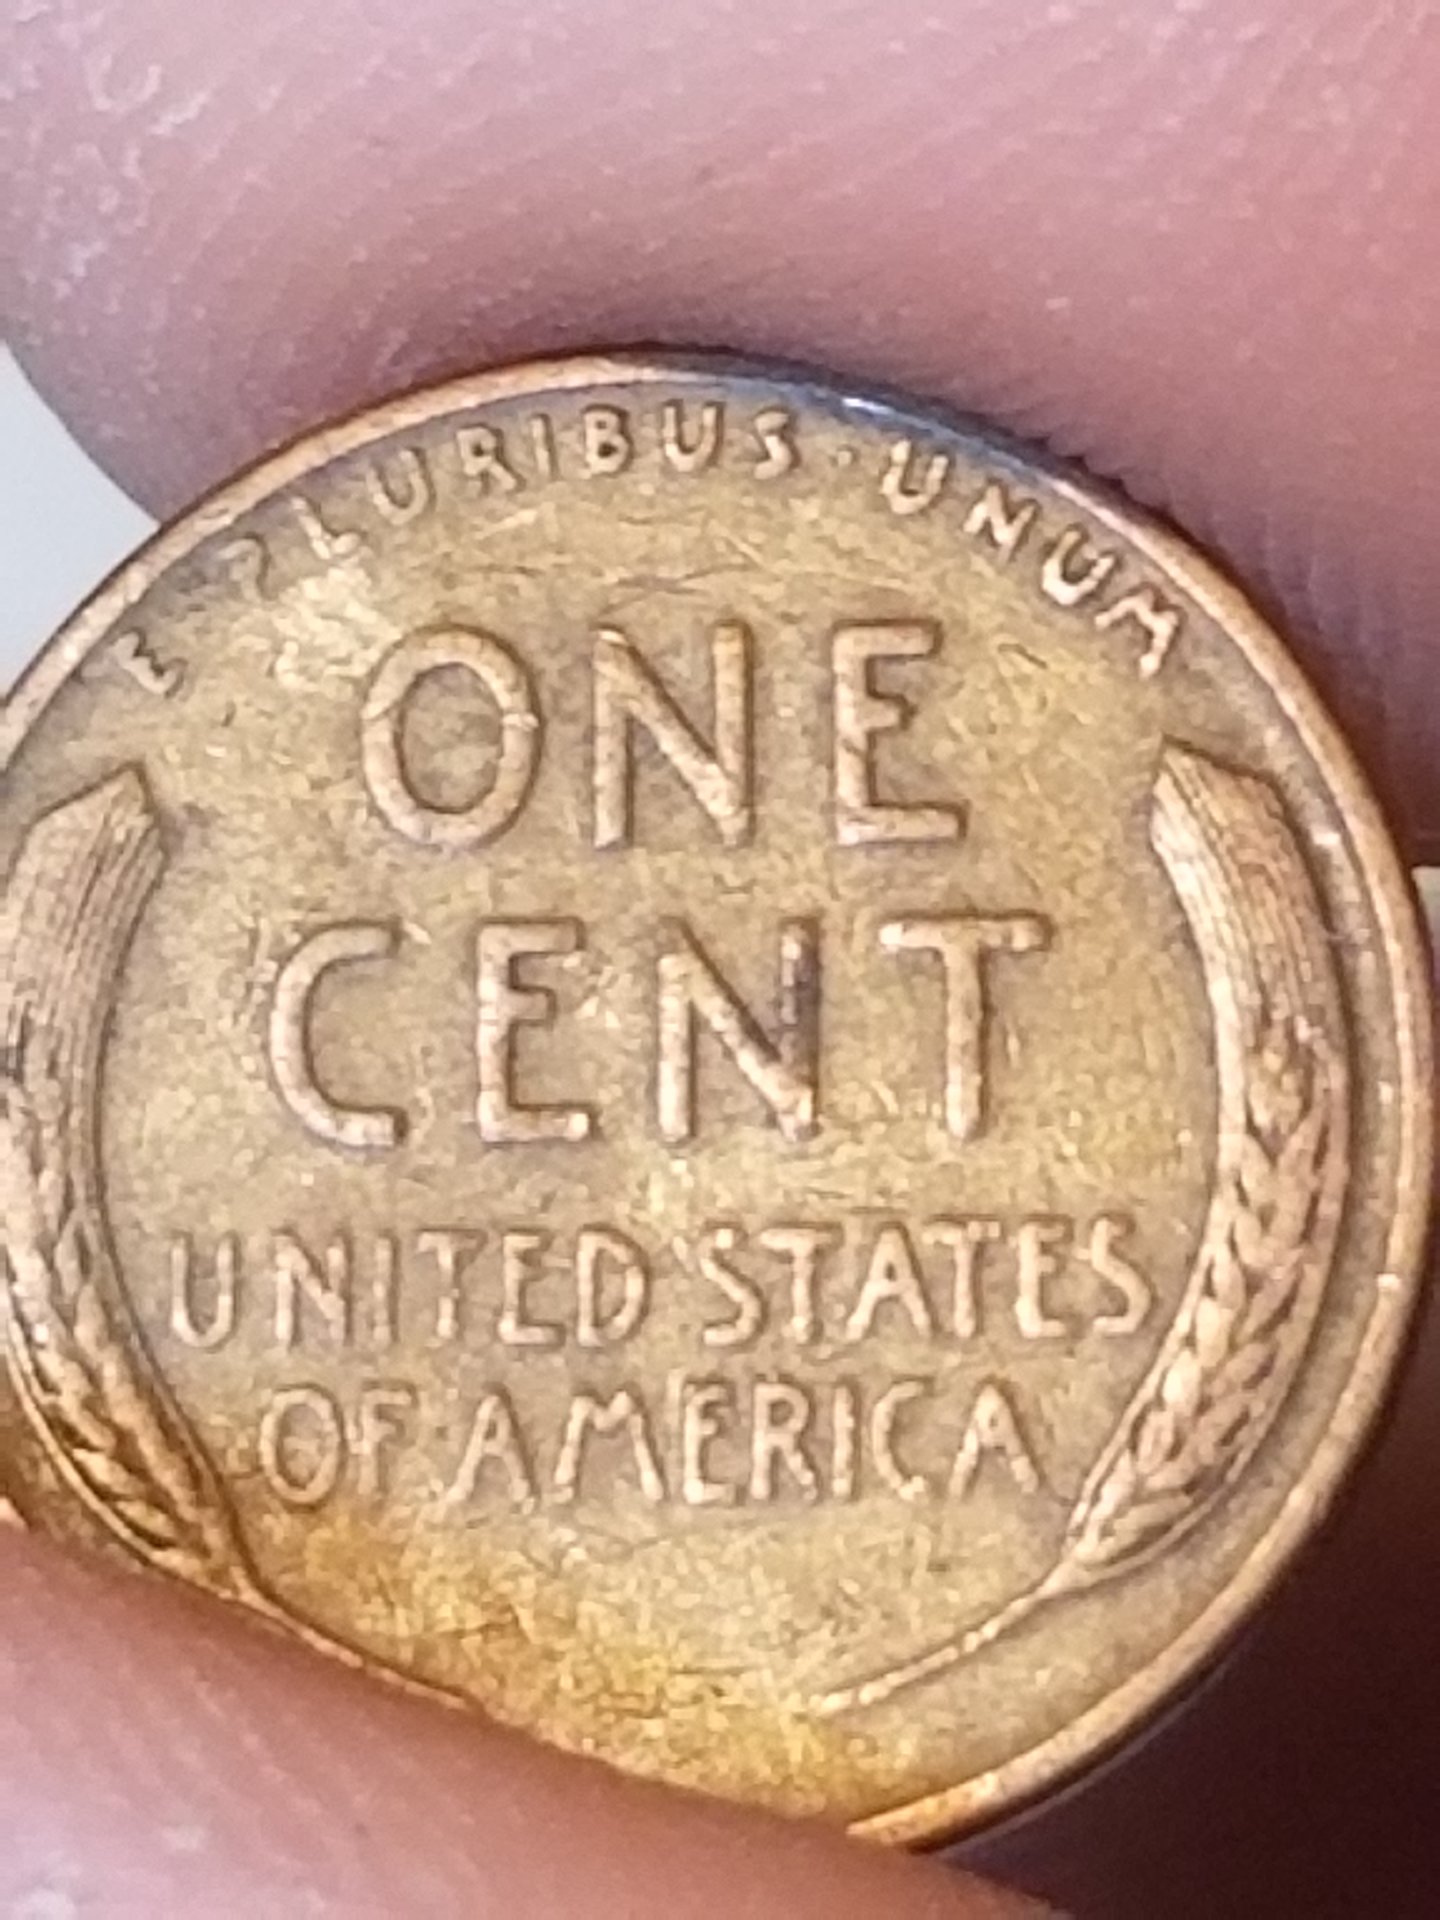 E PLURIBUS · UNUM
ONE
CENT
UNITED STATES
OF AMERICA